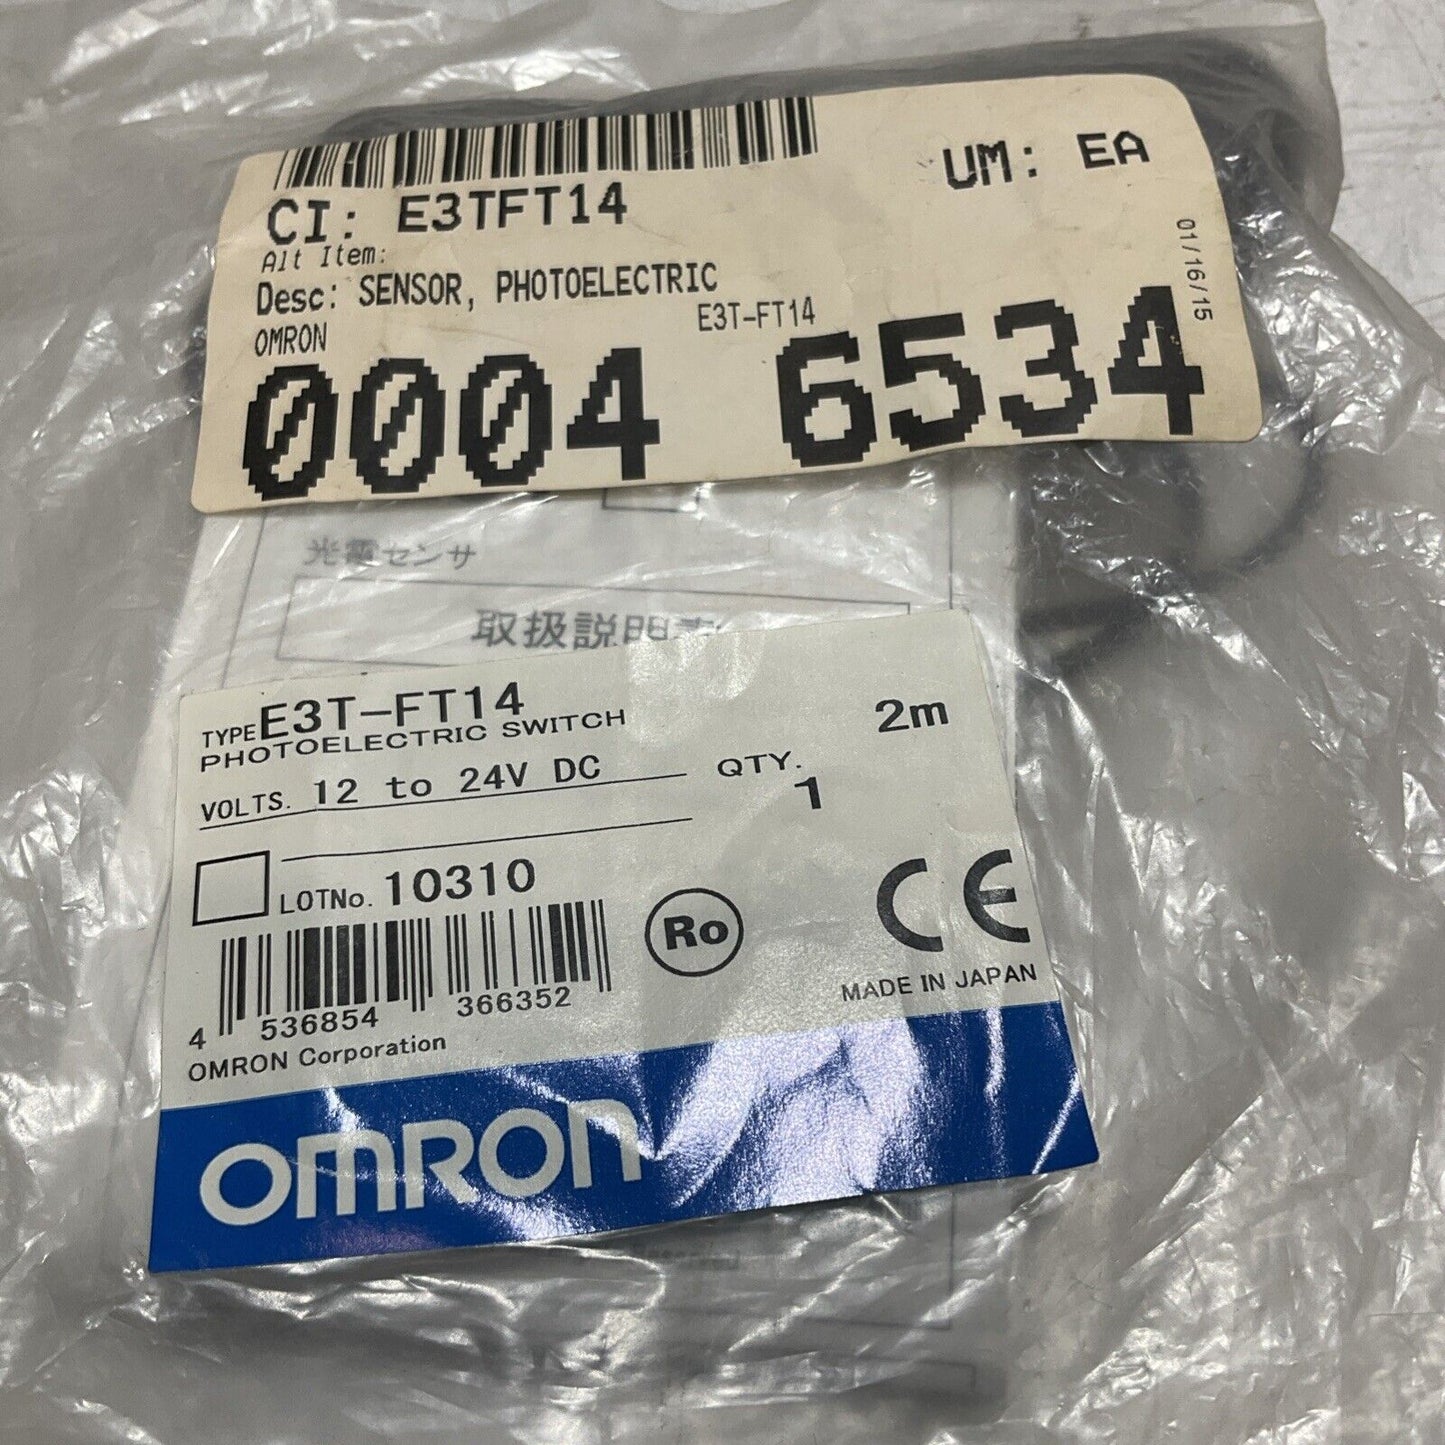 CI: E3TFT14
UM: EA
Alt Item:
Desc: SENSOR, PHOTOELECTRIC
OMRON
E3T-FT14
01/16/15
0004 6534
光電センサ
取扱説明
TYPE E3T-FT14
2m
PHOTOELECTRIC SWITCH
VOLTS. 12 to 24V DC
QTY. 1
LOTNo. 10310
Ro
CE
4 536854 366352
MADE IN JAPAN
OMRON Corporation
OMRON